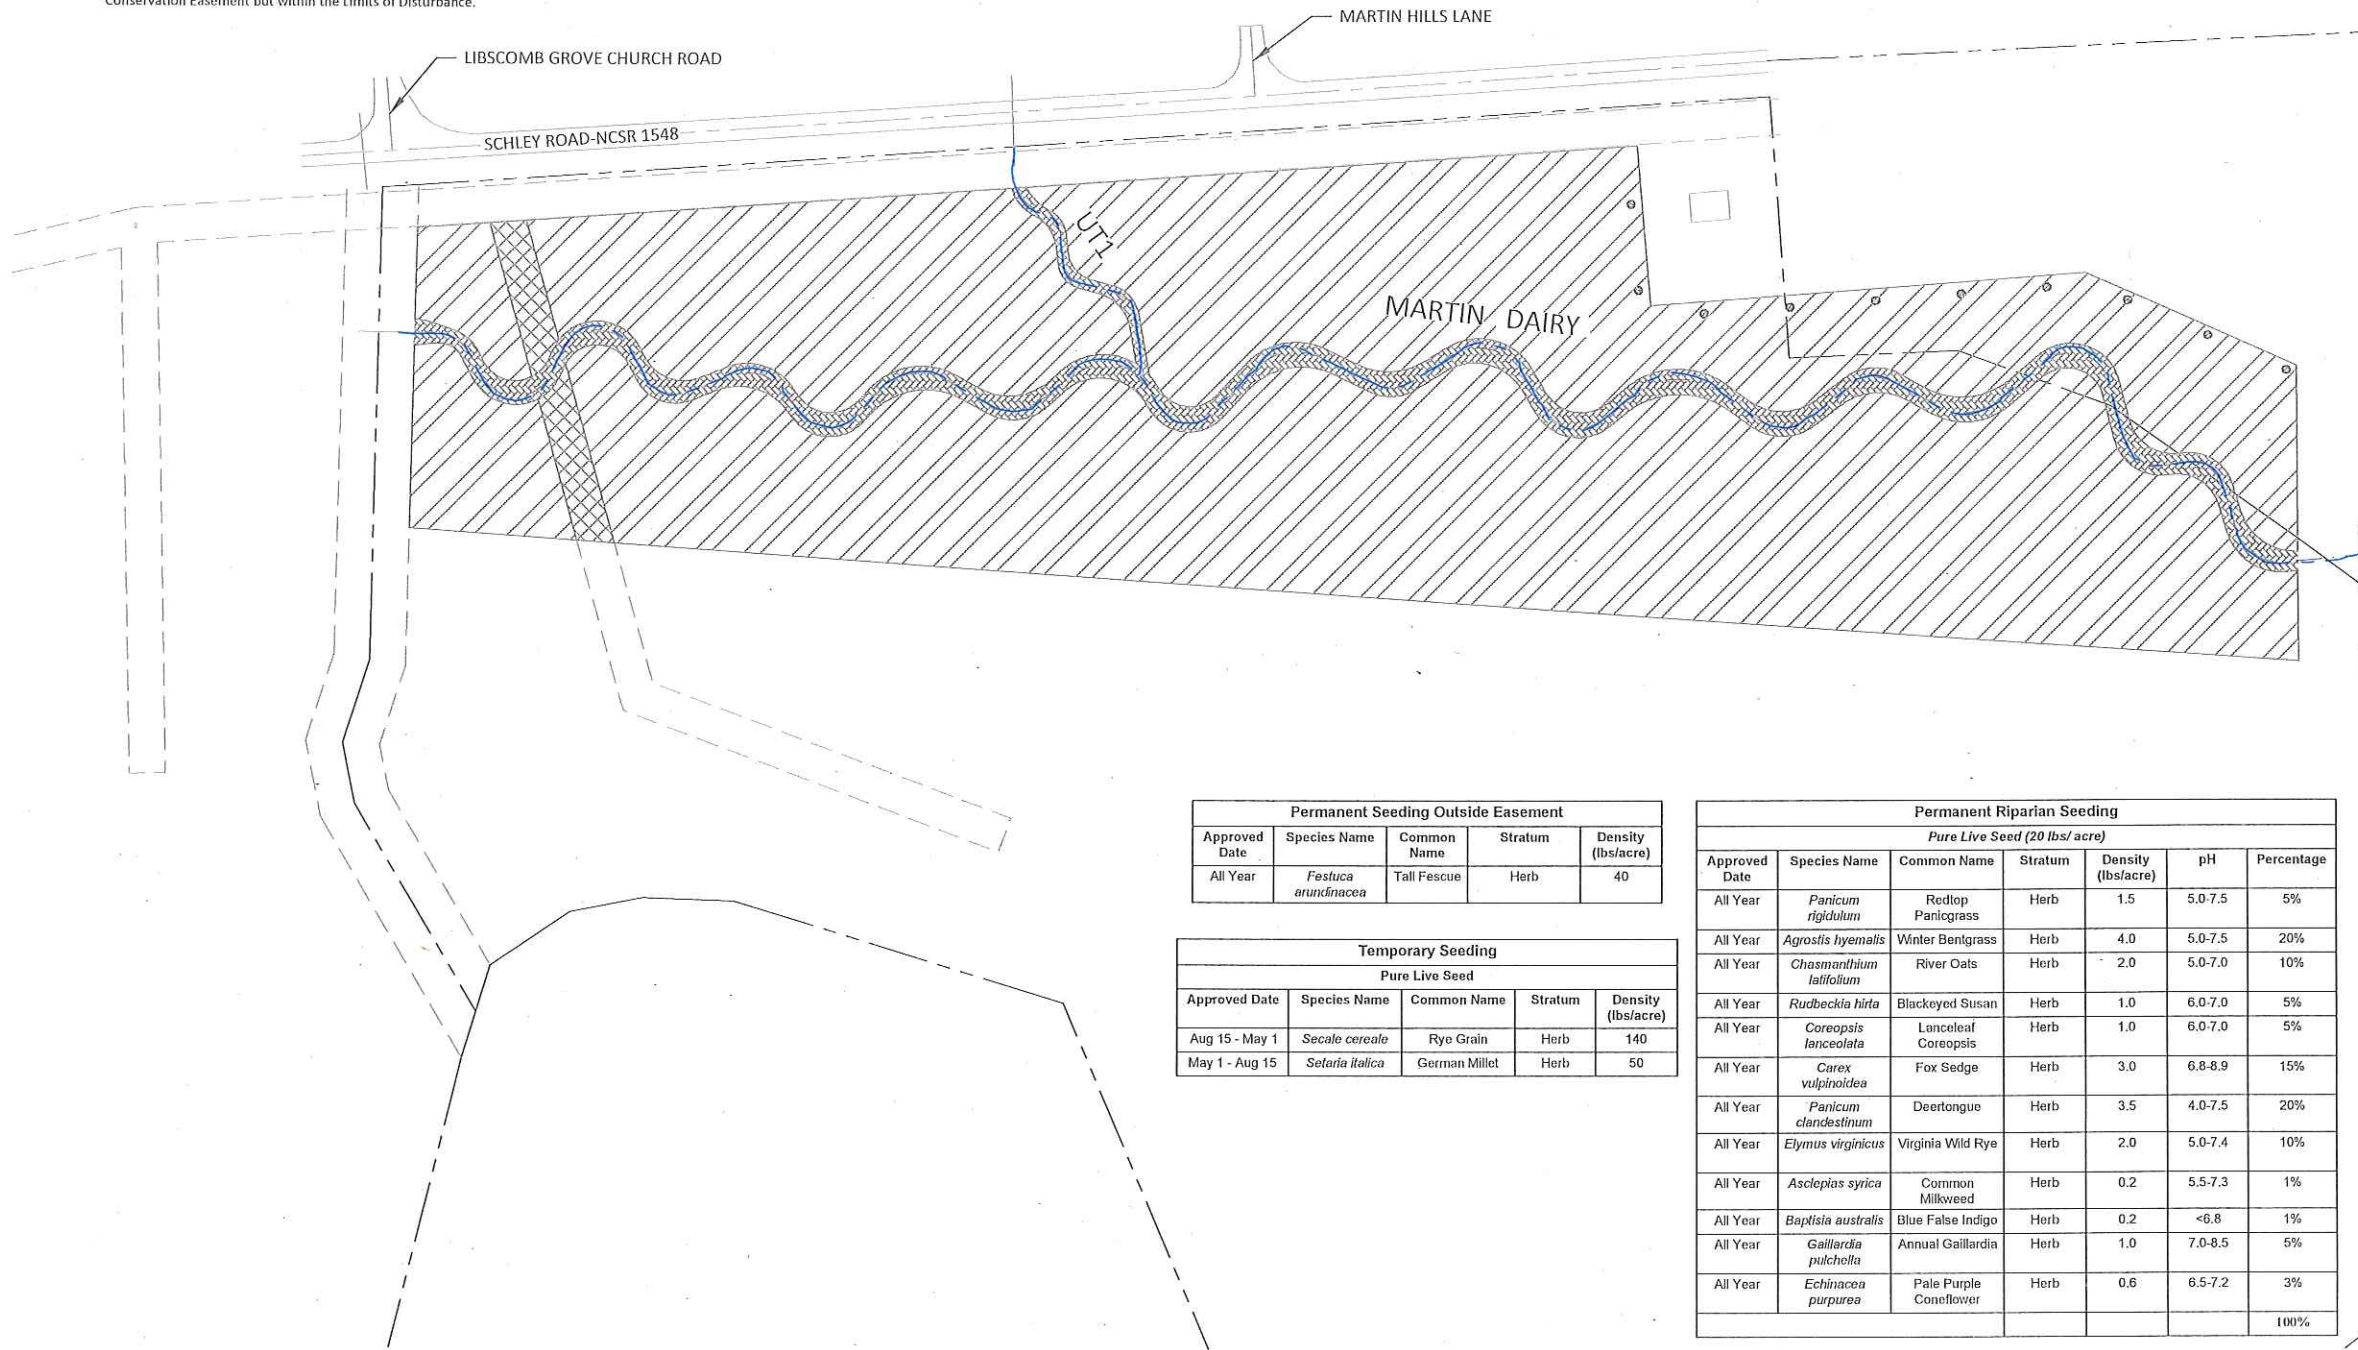 Conservation Easement but within the Limits of Disturbance.
MARTIN HILLS LANE
LIBSCOMB GROVE CHURCH ROAD
SCHLEY ROAD-NCSR 1548
UT1
MARTIN DAIRY
Permanent Seeding Outside Easement
Approved Date Species Name Common Name Stratum Density (lbs/acre)
All Year Festuca arundinacea Tall Fescue Herb 40
Temporary Seeding
Pure Live Seed
Approved Date Species Name Common Name Stratum Density (lbs/acre)
Aug 15 - May 1 Secale cereale Rye Grain Herb 140
May 1 - Aug 15 Setaria italica German Millet Herb 50
Permanent Riparian Seeding
Pure Live Seed (20 lbs/ acre)
Approved Date Species Name Common Name Stratum Density (lbs/acre) pH Percentage
All Year Panicum rigidulum Redtop Panicgrass Herb 1.5 5.0-7.5 5%
All Year Agrostis hyemalis Winter Bentgrass Herb 4.0 5.0-7.5 20%
All Year Chasmanthium latifolium River Oats Herb 2.0 5.0-7.0 10%
All Year Rudbeckia hirta Blackeyed Susan Herb 1.0 6.0-7.0 5%
All Year Coreopsis lanceolata Lanceleaf Coreopsis Herb 1.0 6.0-7.0 5%
All Year Carex vulpinoidea Fox Sedge Herb 3.0 6.8-8.9 15%
All Year Panicum clandestinum Deertongue Herb 3.5 4.0-7.5 20%
All Year Elymus virginicus Virginia Wild Rye Herb 2.0 5.0-7.4 10%
All Year Asclepias syrica Common Milkweed Herb 0.2 5.5-7.3 1%
All Year Baptisia australis Blue False Indigo Herb 0.2 <6.8 1%
All Year Gaillardia pulchella Annual Gaillardia Herb 1.0 7.0-8.5 5%
All Year Echinacea purpurea Pale Purple Coneflower Herb 0.6 6.5-7.2 3%
100%